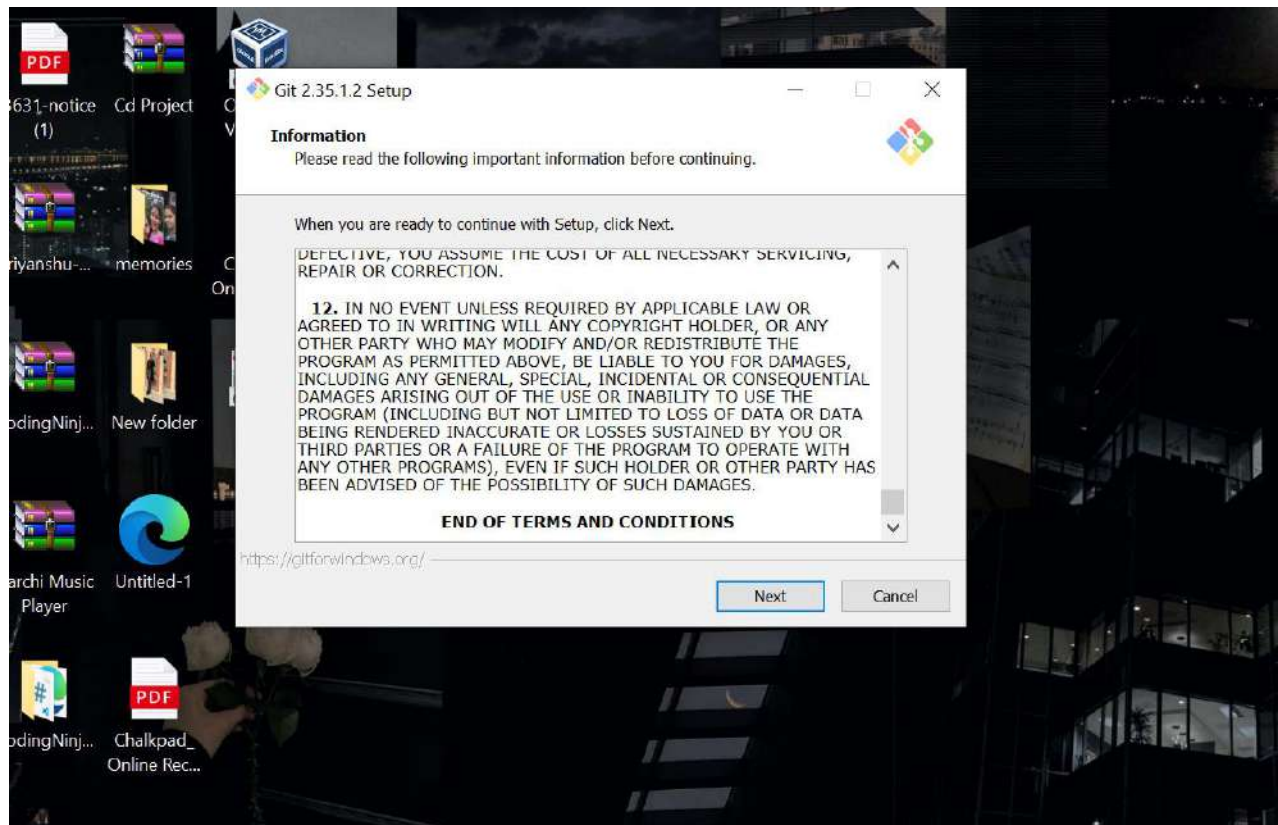 PDF
3631-notice
(1)
Cd Project
Git 2.35.1.2 Setup
Information
Please read the following important information before continuing.
When you are ready to continue with Setup, click Next.
DEFECTIVE, YOU ASSUME THE COST OF ALL NECESSARY SERVICING,
REPAIR OR CORRECTION.
12. IN NO EVENT UNLESS REQUIRED BY APPLICABLE LAW OR
AGREED TO IN WRITING WILL ANY COPYRIGHT HOLDER, OR ANY
OTHER PARTY WHO MAY MODIFY AND/OR REDISTRIBUTE THE
PROGRAM AS PERMITTED ABOVE, BE LIABLE TO YOU FOR DAMAGES,
INCLUDING ANY GENERAL, SPECIAL, INCIDENTAL OR CONSEQUENTIAL
DAMAGES ARISING OUT OF THE USE OR INABILITY TO USE THE
PROGRAM (INCLUDING BUT NOT LIMITED TO LOSS OF DATA OR DATA
BEING RENDERED INACCURATE OR LOSSES SUSTAINED BY YOU OR
THIRD PARTIES OR A FAILURE OF THE PROGRAM TO OPERATE WITH
ANY OTHER PROGRAMS), EVEN IF SUCH HOLDER OR OTHER PARTY HAS
BEEN ADVISED OF THE POSSIBILITY OF SUCH DAMAGES.
END OF TERMS AND CONDITIONS
https://gitforwindows.org/
Next
Cancel
riyanshu-...
memories
On
odingNinj...
New folder
archi Music
Player
Untitled-1
odingNinj...
PDF
Chalkpad_
Online Rec...